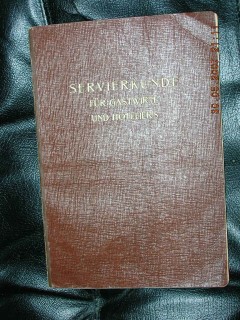 SERVIERKUNDE
FÜR GASTWIRTE
UND HOTELIERS